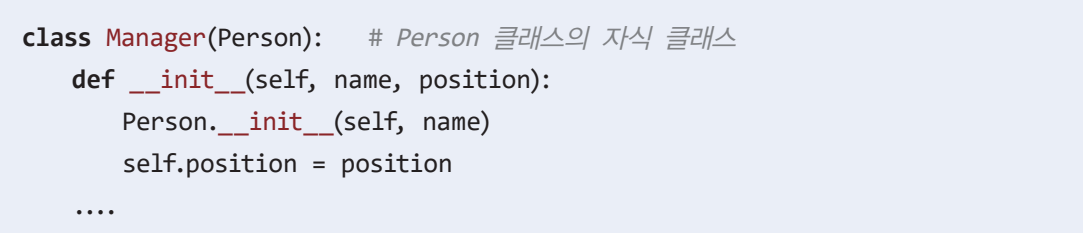 class Manager(Person):   # Person 클래스의 자식 클래스
    def __init__(self, name, position):
        Person.__init__(self, name)
        self.position = position
    ....